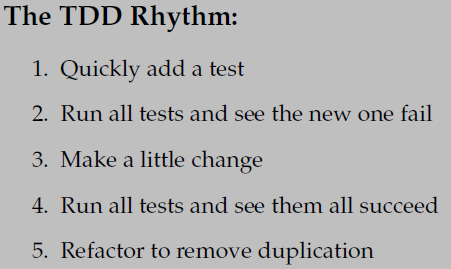 The TDD Rhythm:
1. Quickly add a test
2. Run all tests and see the new one fail
3. Make a little change
4. Run all tests and see them all succeed
5. Refactor to remove duplication